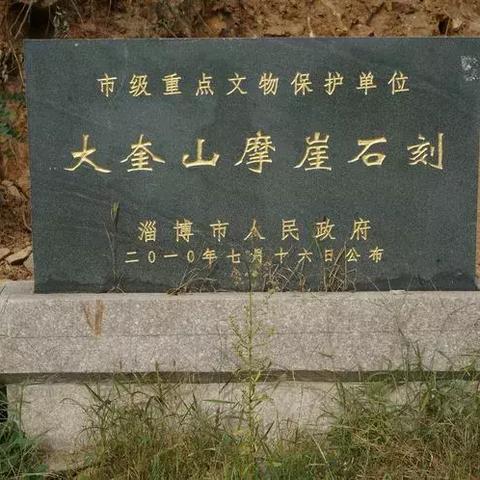 市级重点文物保护单位
大奎山摩崖石刻
淄博市人民政府
二〇一〇年七月十六日公布